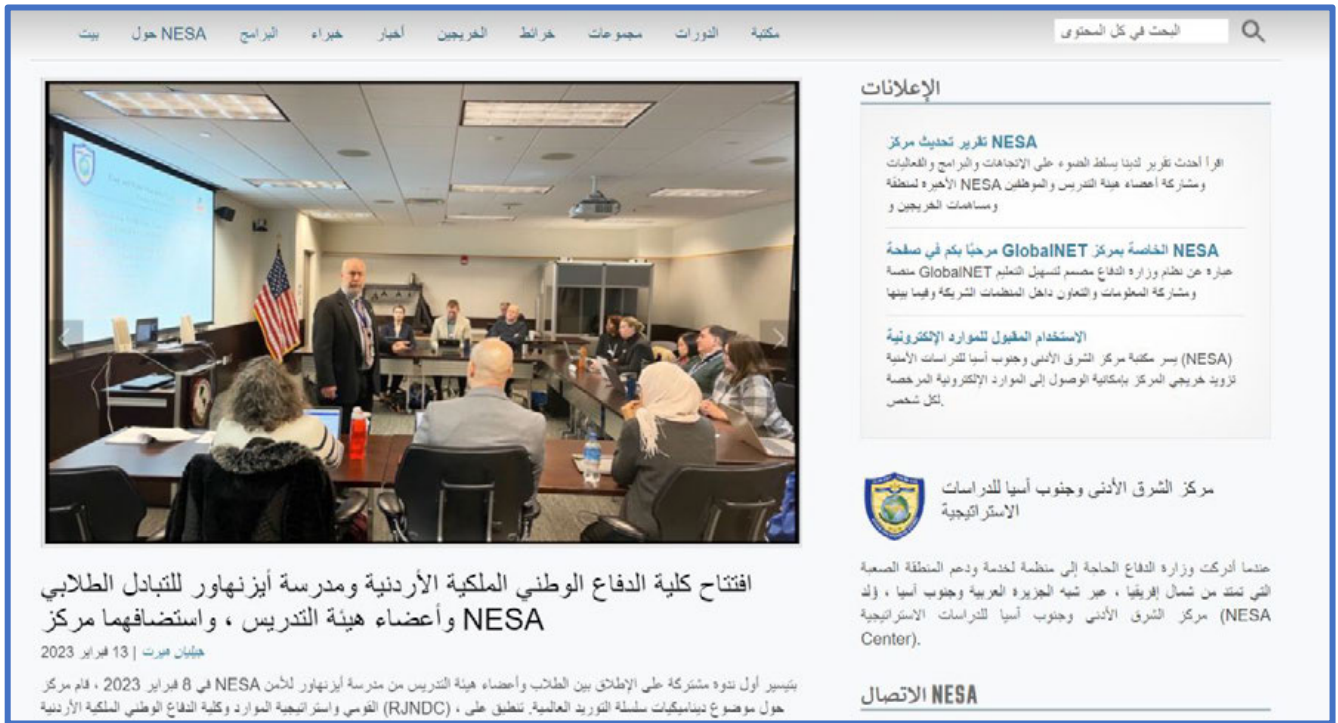 بيت
NESA حول
البرامج
خبراء
أخبار
الخريجين
خرائط
مجموعات
الدورات
مكتبة
البحث في كل المحتوى
افتتاح كلية الدفاع الوطني الملكية الأردنية ومدرسة أيزنهاور للتبادل الطلابي
NESA وأعضاء هيئة التدريس ، واستضافهما مركز
جيليان ميرت | 13 فبراير 2023
بتيسير أول ندوة مشتركة على الإطلاق بين الطلاب وأعضاء هيئة التدريس من مدرسة أيزنهاور للأمن NESA في 8 فبراير 2023 ، قام مركز
حول موضوع ديناميكيات سلسلة التوريد العالمية. تنطبق على ، (RJNDC) القومي واستراتيجية الموارد وكلية الدفاع الوطني الملكية الأردنية
الإعلانات
NESA تقرير تحديث مركز
اقرأ أحدث تقرير لدينا يسلط الضوء على الاتجاهات والبرامج والفعاليات
ومشاركة أعضاء هيئة التدريس والموظفين NESA الأخيرة لمنطقة
ومساهمات الخريجين و
NESA الخاصة بمركز GlobalNET مرحبًا بكم في صفحة
عبارة عن نظام وزارة الدفاع مصمم لتسهيل التعليم GlobalNET منصة
ومشاركة المعلومات والتعاون داخل المنظمات الشريكة وفيما بينها
الاستخدام المقبول للموارد الإلكترونية
(NESA) يسر مكتبة مركز الشرق الأدنى وجنوب آسيا للدراسات الأمنية
تزويد خريجي المركز بإمكانية الوصول إلى الموارد الإلكترونية المرخصة
لكل شخص.
مركز الشرق الأدنى وجنوب آسيا للدراسات
الاستراتيجية
عندما أدركت وزارة الدفاع الحاجة إلى منظمة لخدمة ودعم المنطقة الصعبة
التي تمتد من شمال إفريقيا ، عبر شبه الجزيرة العربية وجنوب آسيا ، وُلد
(NESA مركز الشرق الأدنى وجنوب آسيا للدراسات الاستراتيجية
Center).
NESA الاتصال